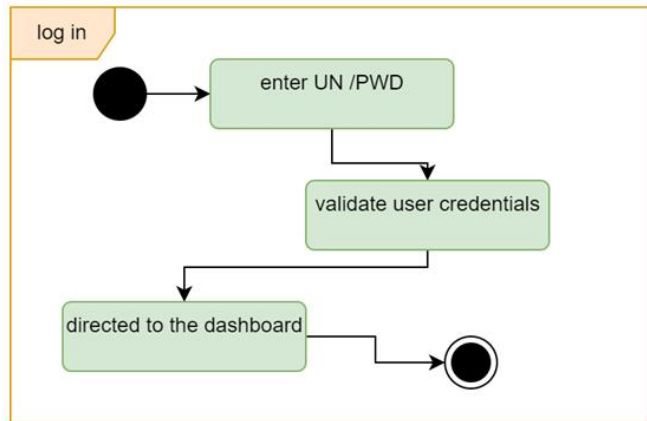 log in
enter UN /PWD
validate user credentials
directed to the dashboard